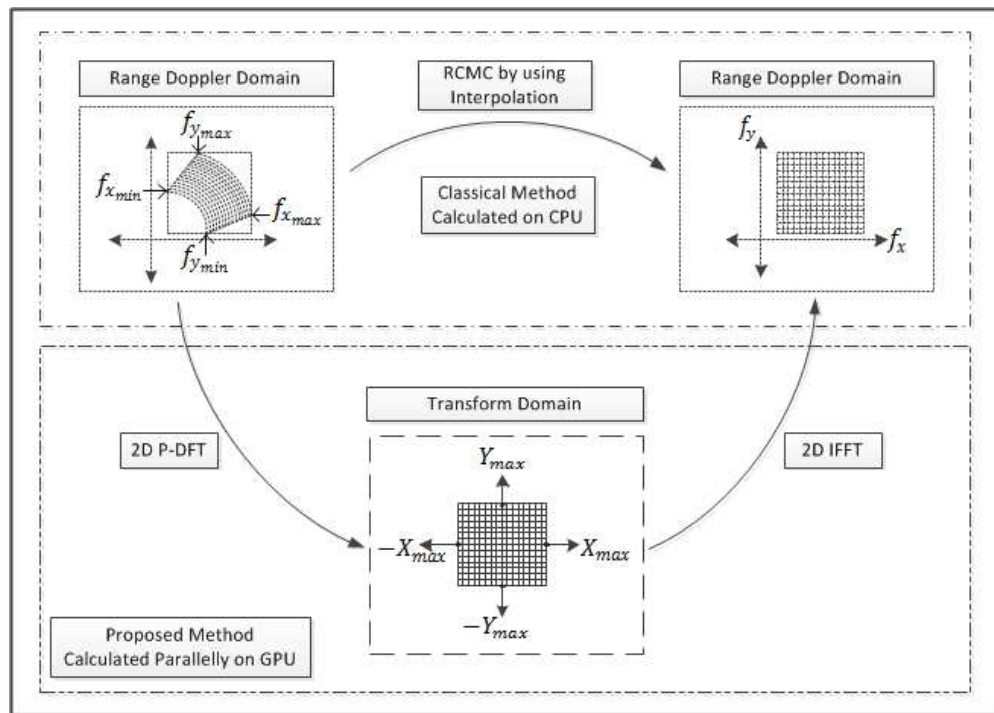 Range Doppler Domain
RCMC by using
Interpolation
Range Doppler Domain
f_{y_{max}}
f_{x_{min}}
f_{x_{max}}
f_{y_{min}}
Classical Method
Calculated on CPU
f_y
f_x
Transform Domain
2D P-DFT
2D IFFT
Y_{max}
-X_{max}
X_{max}
-Y_{max}
Proposed Method
Calculated Parallelly on GPU